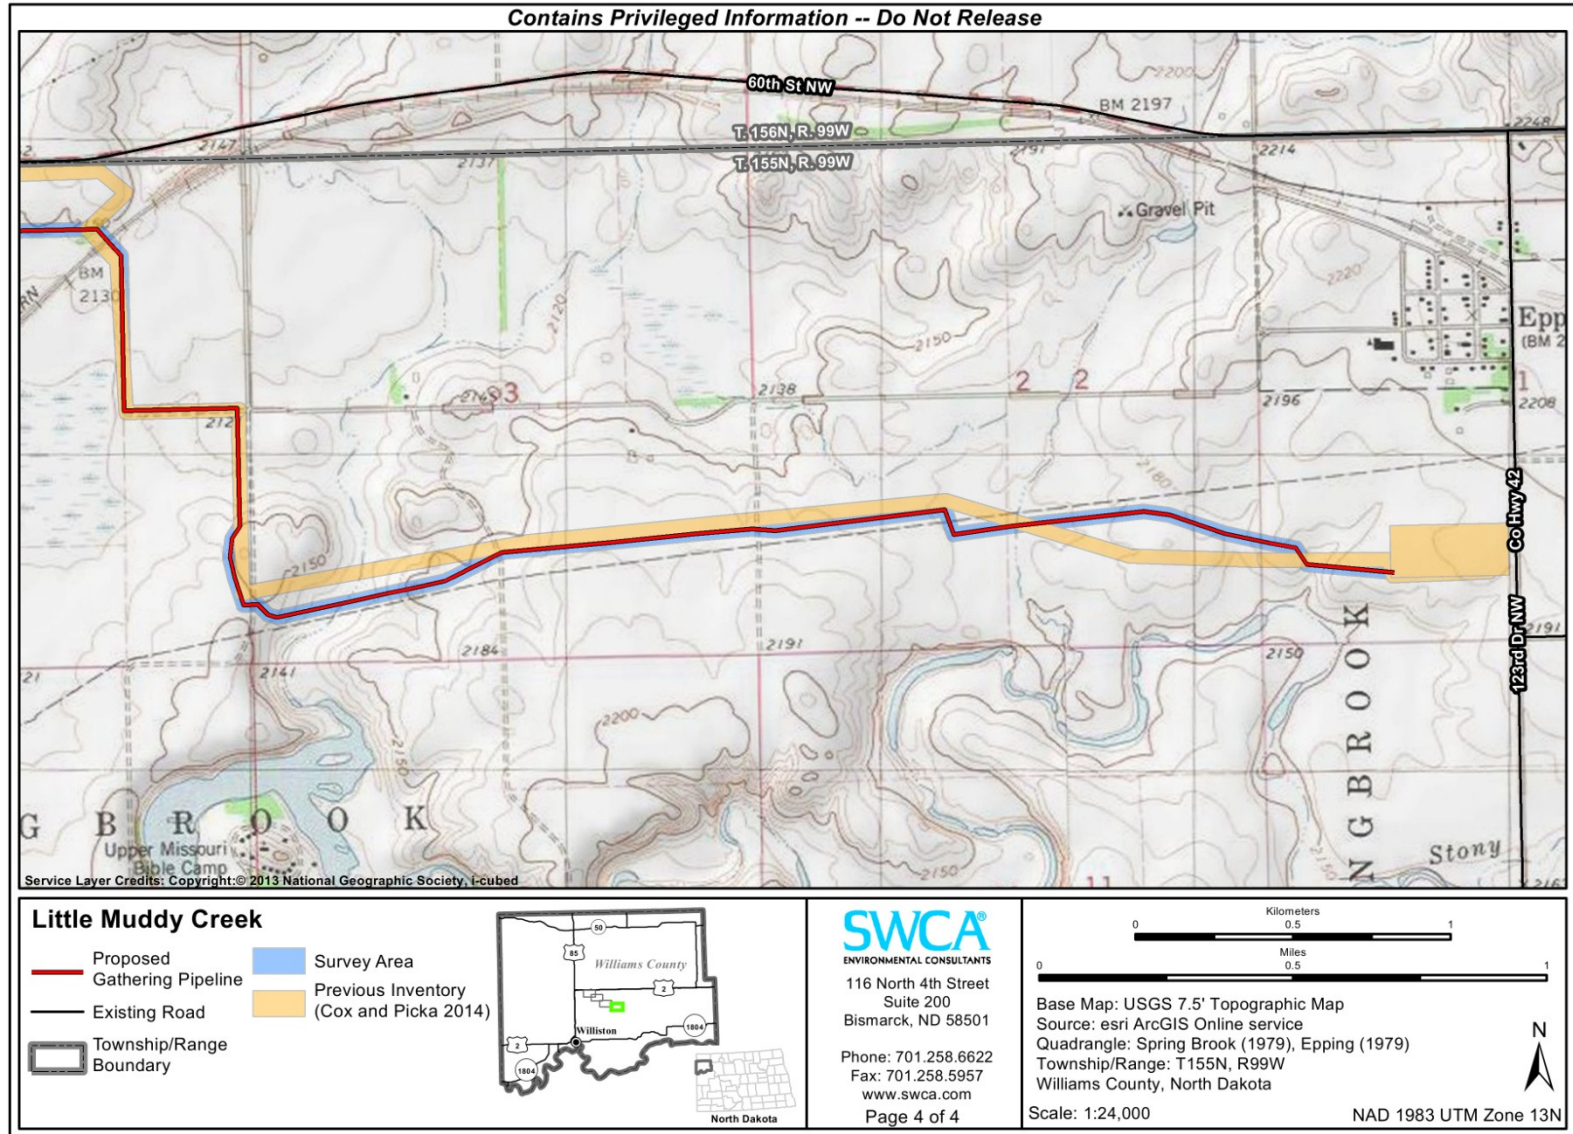 Contains Privileged Information -- Do Not Release
2200
60th St NW
BM 2197
T. 156N, R. 99W
2248
2147
2214
2137
2191
T. 155N, R. 99W
Gravel Pit
2150
BM
2130
2220
2120
RN
Epp
(BM 2
2150
3
2138
2 2
1
2196
2208
212
2180
Co Hwy 42
2150
2184
2191
2150
2191
21
2141
123rd Dr NW
2200
2150
NGBROOK
G B R O O K
Upper Missouri
Bible Camp
Stony
2150
11
Service Layer Credits: Copyright:© 2013 National Geographic Society, i-cubed
Little Muddy Creek
Proposed
Gathering Pipeline
Existing Road
Township/Range
Boundary
Survey Area
Previous Inventory
(Cox and Picka 2014)
50
85
Williams County
2
Williston
2
1804
1804
North Dakota
SWCA®
ENVIRONMENTAL CONSULTANTS
116 North 4th Street
Suite 200
Bismarck, ND 58501
Phone: 701.258.6622
Fax: 701.258.5957
www.swca.com
Page 4 of 4
Kilometers
0 0.5 1
Miles
0 0.5 1
Base Map: USGS 7.5' Topographic Map
Source: esri ArcGIS Online service
Quadrangle: Spring Brook (1979), Epping (1979)
Township/Range: T155N, R99W
Williams County, North Dakota
N
Scale: 1:24,000
NAD 1983 UTM Zone 13N